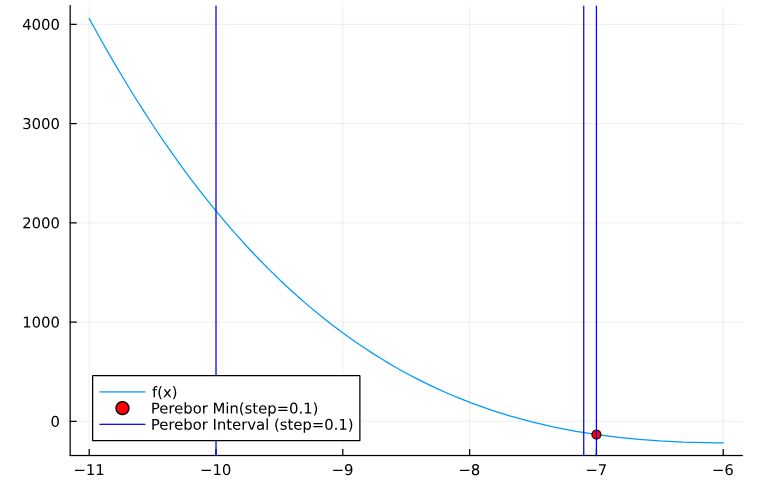 4000
3000
2000
1000
0
f(x)
Perebor Min(step=0.1)
Perebor Interval (step=0.1)
−11 −10 −9 −8 −7 −6